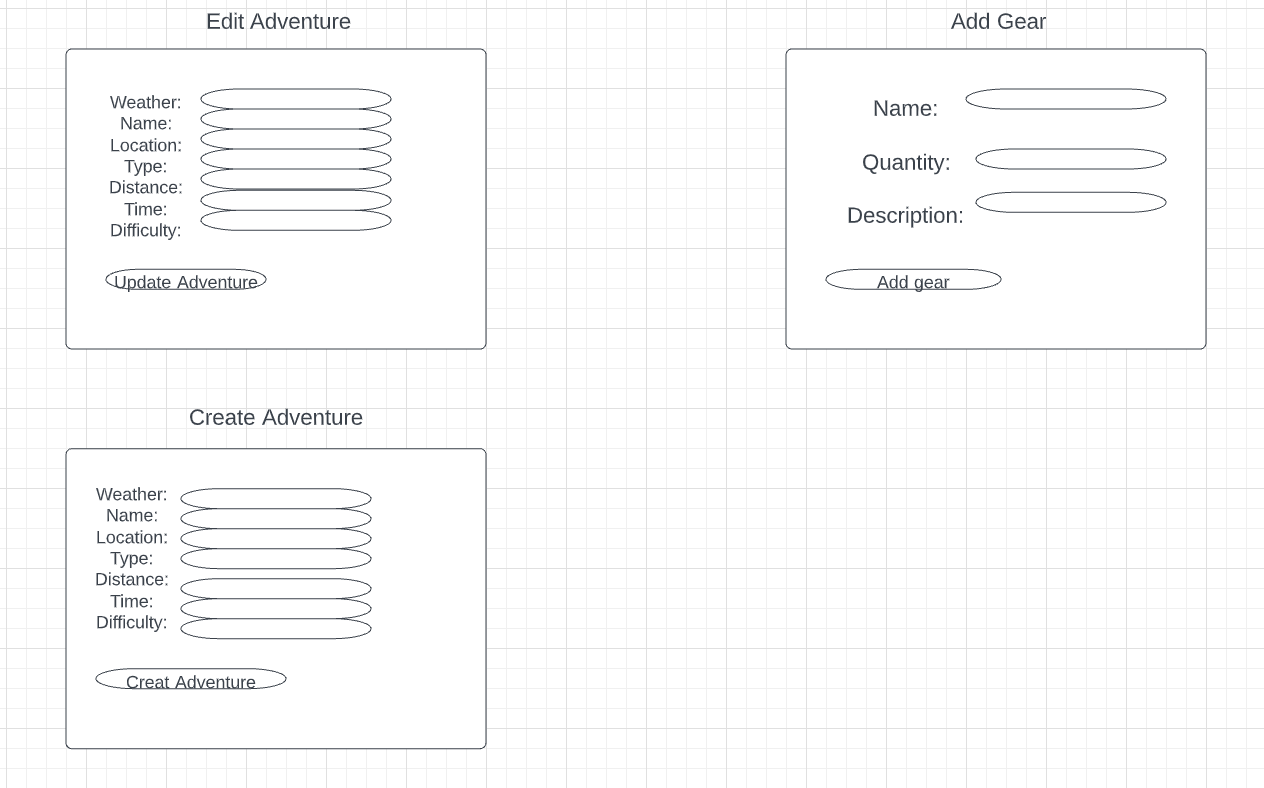 Edit Adventure
Weather:
Name:
Location:
Type:
Distance:
Time:
Difficulty:
Update Adventure
Add Gear
Name:
Quantity:
Description:
Add gear
Create Adventure
Weather:
Name:
Location:
Type:
Distance:
Time:
Difficulty:
Creat Adventure